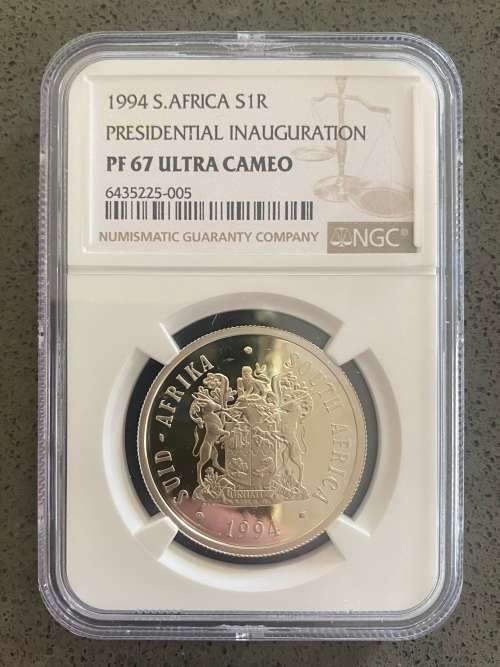 1994 S.AFRICA S1R
PRESIDENTIAL INAUGURATION
PF 67 ULTRA CAMEO
6435225-005
NUMISMATIC GUARANTY COMPANY NGC®
SUID-AFRIKA · SOUTH AFRICA
1994